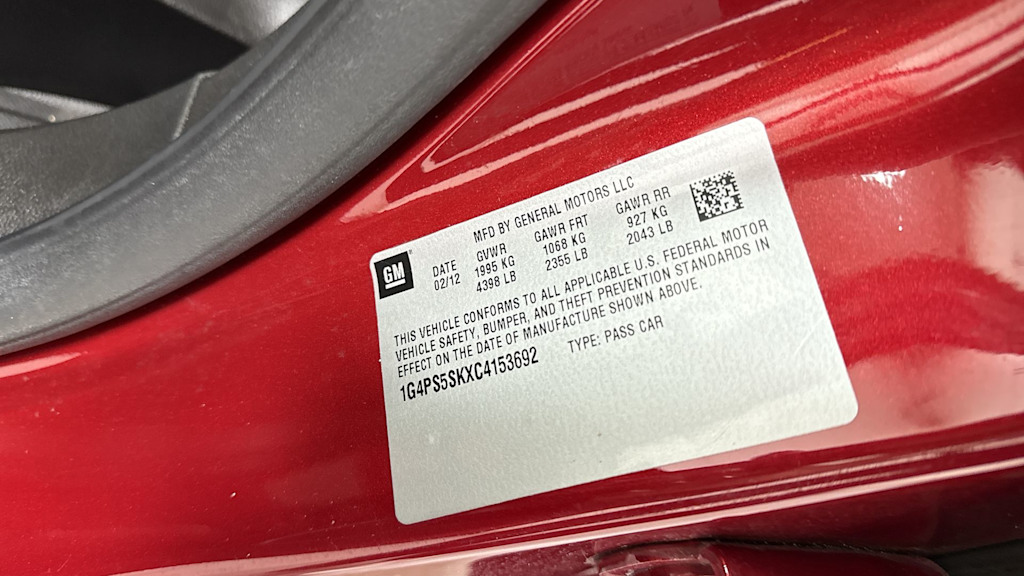 MFD BY GENERAL MOTORS LLC
GM
DATE GVWR GAWR FRT GAWR RR
02/12 1995 KG 1068 KG 927 KG
4398 LB 2355 LB 2043 LB
THIS VEHICLE CONFORMS TO ALL APPLICABLE U.S. FEDERAL MOTOR
VEHICLE SAFETY, BUMPER, AND THEFT PREVENTION STANDARDS IN
EFFECT ON THE DATE OF MANUFACTURE SHOWN ABOVE.
1G4PS5SKXC4153692 TYPE: PASS CAR